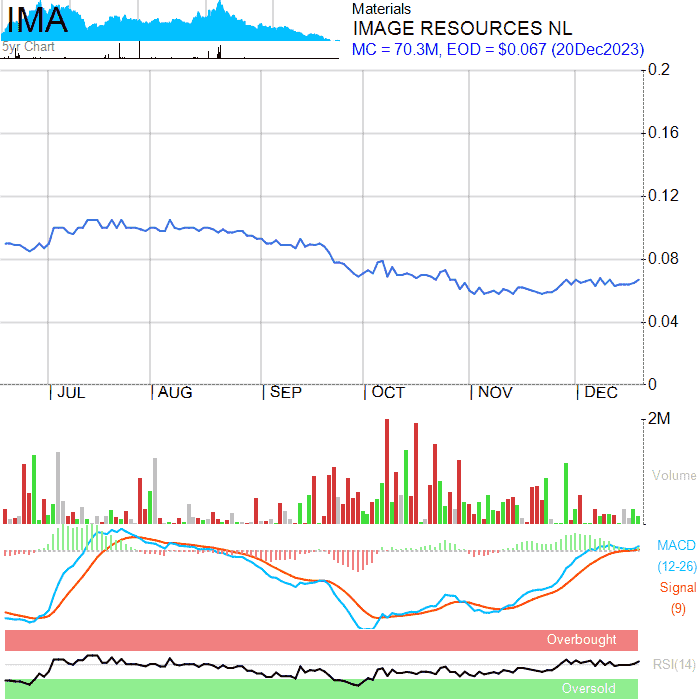 IMA
5yr Chart
Materials
IMAGE RESOURCES NL
MC = 70.3M, EOD = $0.067 (20Dec2023)
0.2
0.16
0.12
0.08
0.04
0
JUL AUG SEP OCT NOV DEC
2M
Volume
MACD
(12-26)
Signal
(9)
Overbought
RSI(14)
Oversold